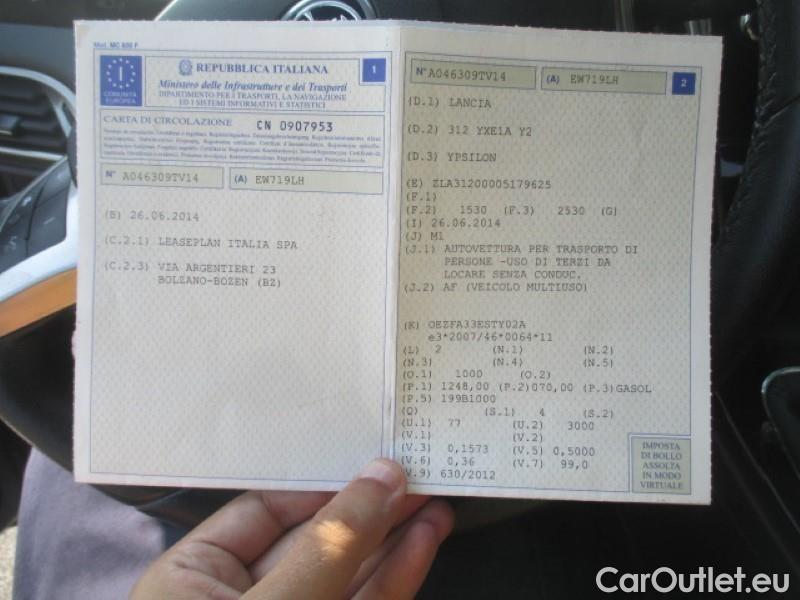 Mod. MC 820 F
REPUBBLICA ITALIANA
1
Ministero delle Infrastrutture e dei Trasporti
DIPARTIMENTO PER I TRASPORTI, LA NAVIGAZIONE
ED I SISTEMI INFORMATIVI E STATISTICI
I
COMUNITÀ
EUROPEA
CARTA DI CIRCOLAZIONE CN 0907953
N° A046309TV14 (A) EW719LH
(B) 26.06.2014
(C.2.1) LEASEPLAN ITALIA SPA
(C.2.3) VIA ARGENTIERI 23
BOLZANO-BOZEN (BZ)
N° A046309TV14 (A) EW719LH 2
(D.1) LANCIA
(D.2) 312 YXE1A Y2
(D.3) YPSILON
(E) ZLA31200005179625
(F.1)
(F.2) 1530 (F.3) 2530 (G)
(I) 26.06.2014
(J) M1
(J.1) AUTOVETTURA PER TRASPORTO DI
PERSONE -USO DI TERZI DA
LOCARE SENZA CONDUC.
(J.2) AF (VEICOLO MULTIUSO)
(K) OEZFA33ESTY02A
e3*2007/46*0064*11
(L) 2 (N.1) (N.2)
(N.3) (N.4) (N.5)
(O.1) 1000 (O.2)
(P.1) 1248,00 (P.2)070,00 (P.3)GASOL
(P.5) 199B1000
(Q) (S.1) 4 (S.2)
(U.1) 77 (U.2) 3000
(V.1) (V.2)
(V.3) 0,1573 (V.5) 0,5000
(V.6) 0,36 (V.7) 99,0
(V.9) 630/2012
IMPOSTA
DI BOLLO
ASSOLTA
IN MODO
VIRTUALE
CarOutlet.eu